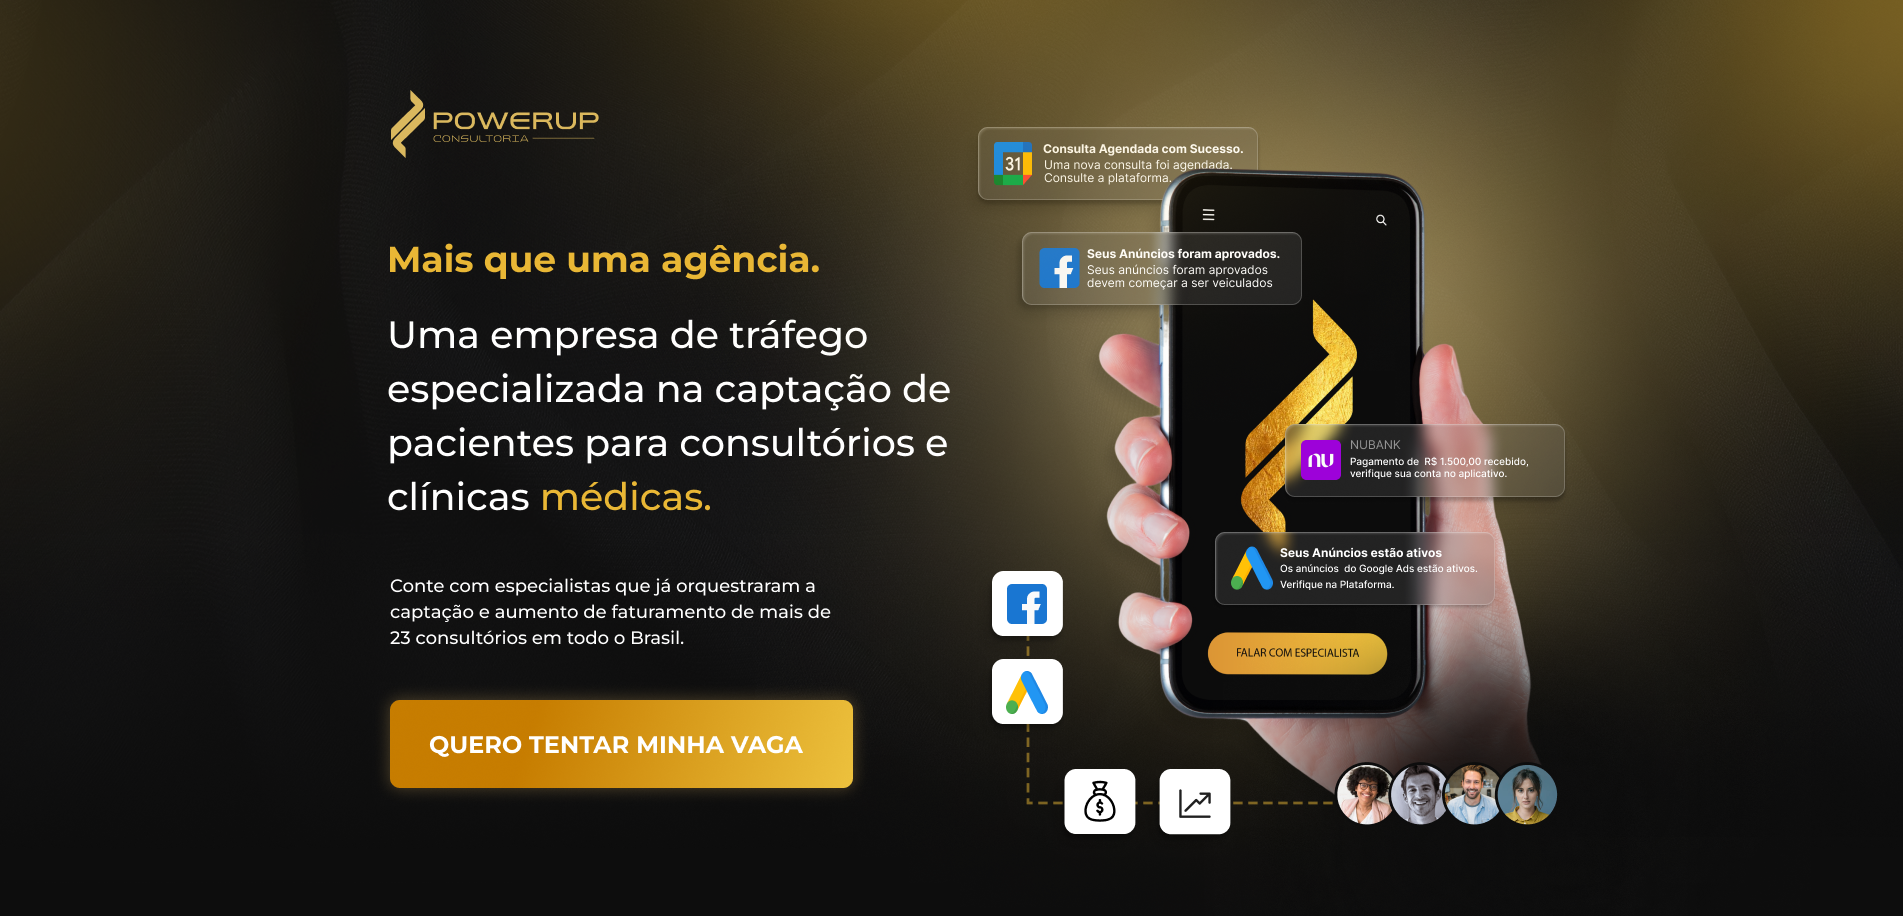 POWERUP
CONSULTORIA
Mais que uma agência.
Uma empresa de tráfego
especializada na captação de
pacientes para consultórios e
clínicas médicas.
Conte com especialistas que já orquestraram a
captação e aumento de faturamento de mais de
23 consultórios em todo o Brasil.
QUERO TENTAR MINHA VAGA
31
Consulta Agendada com Sucesso.
Uma nova consulta foi agendada.
Consulte a plataforma.
Seus Anúncios foram aprovados.
Seus anúncios foram aprovados
devem começar a ser veiculados
nu
NUBANK
Pagamento de R$ 1.500,00 recebido,
verifique sua conta no aplicativo.
Seus Anúncios estão ativos
Os anúncios do Google Ads estão ativos.
Verifique na Plataforma.
FALAR COM ESPECIALISTA